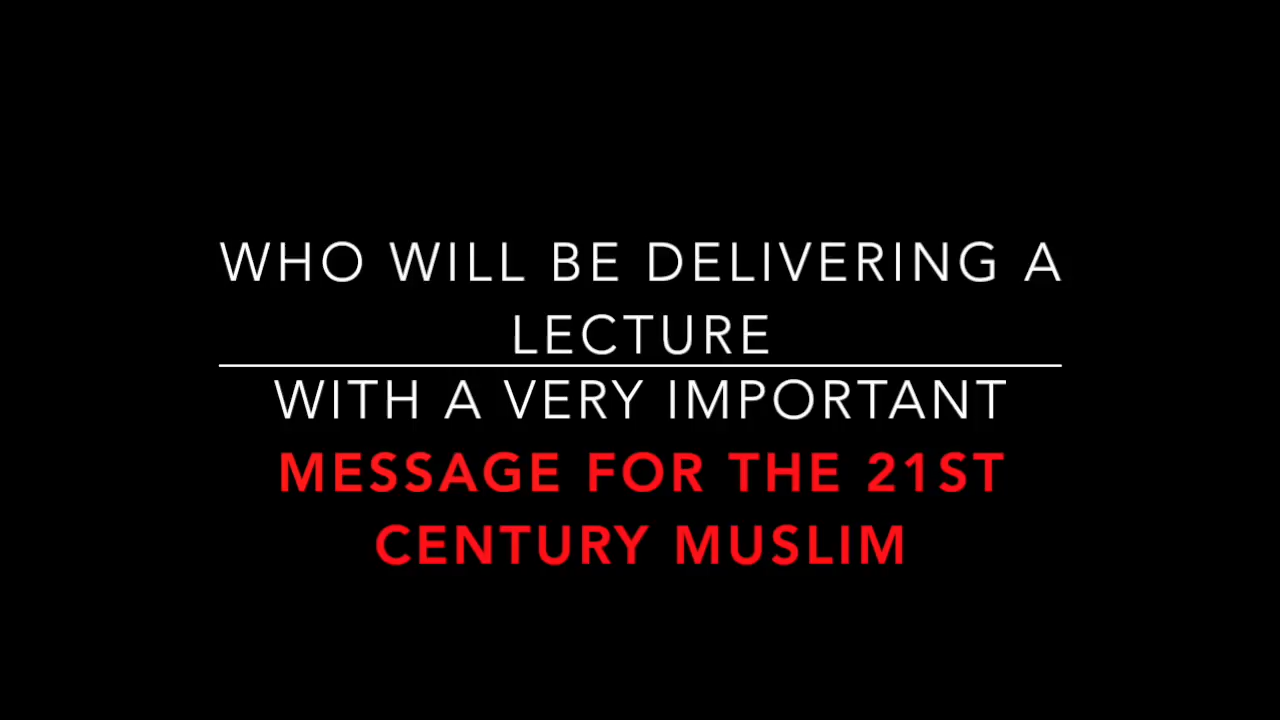 WHO WILL BE DELIVERING A
LECTURE
WITH A VERY IMPORTANT
MESSAGE FOR THE 21ST
CENTURY MUSLIM